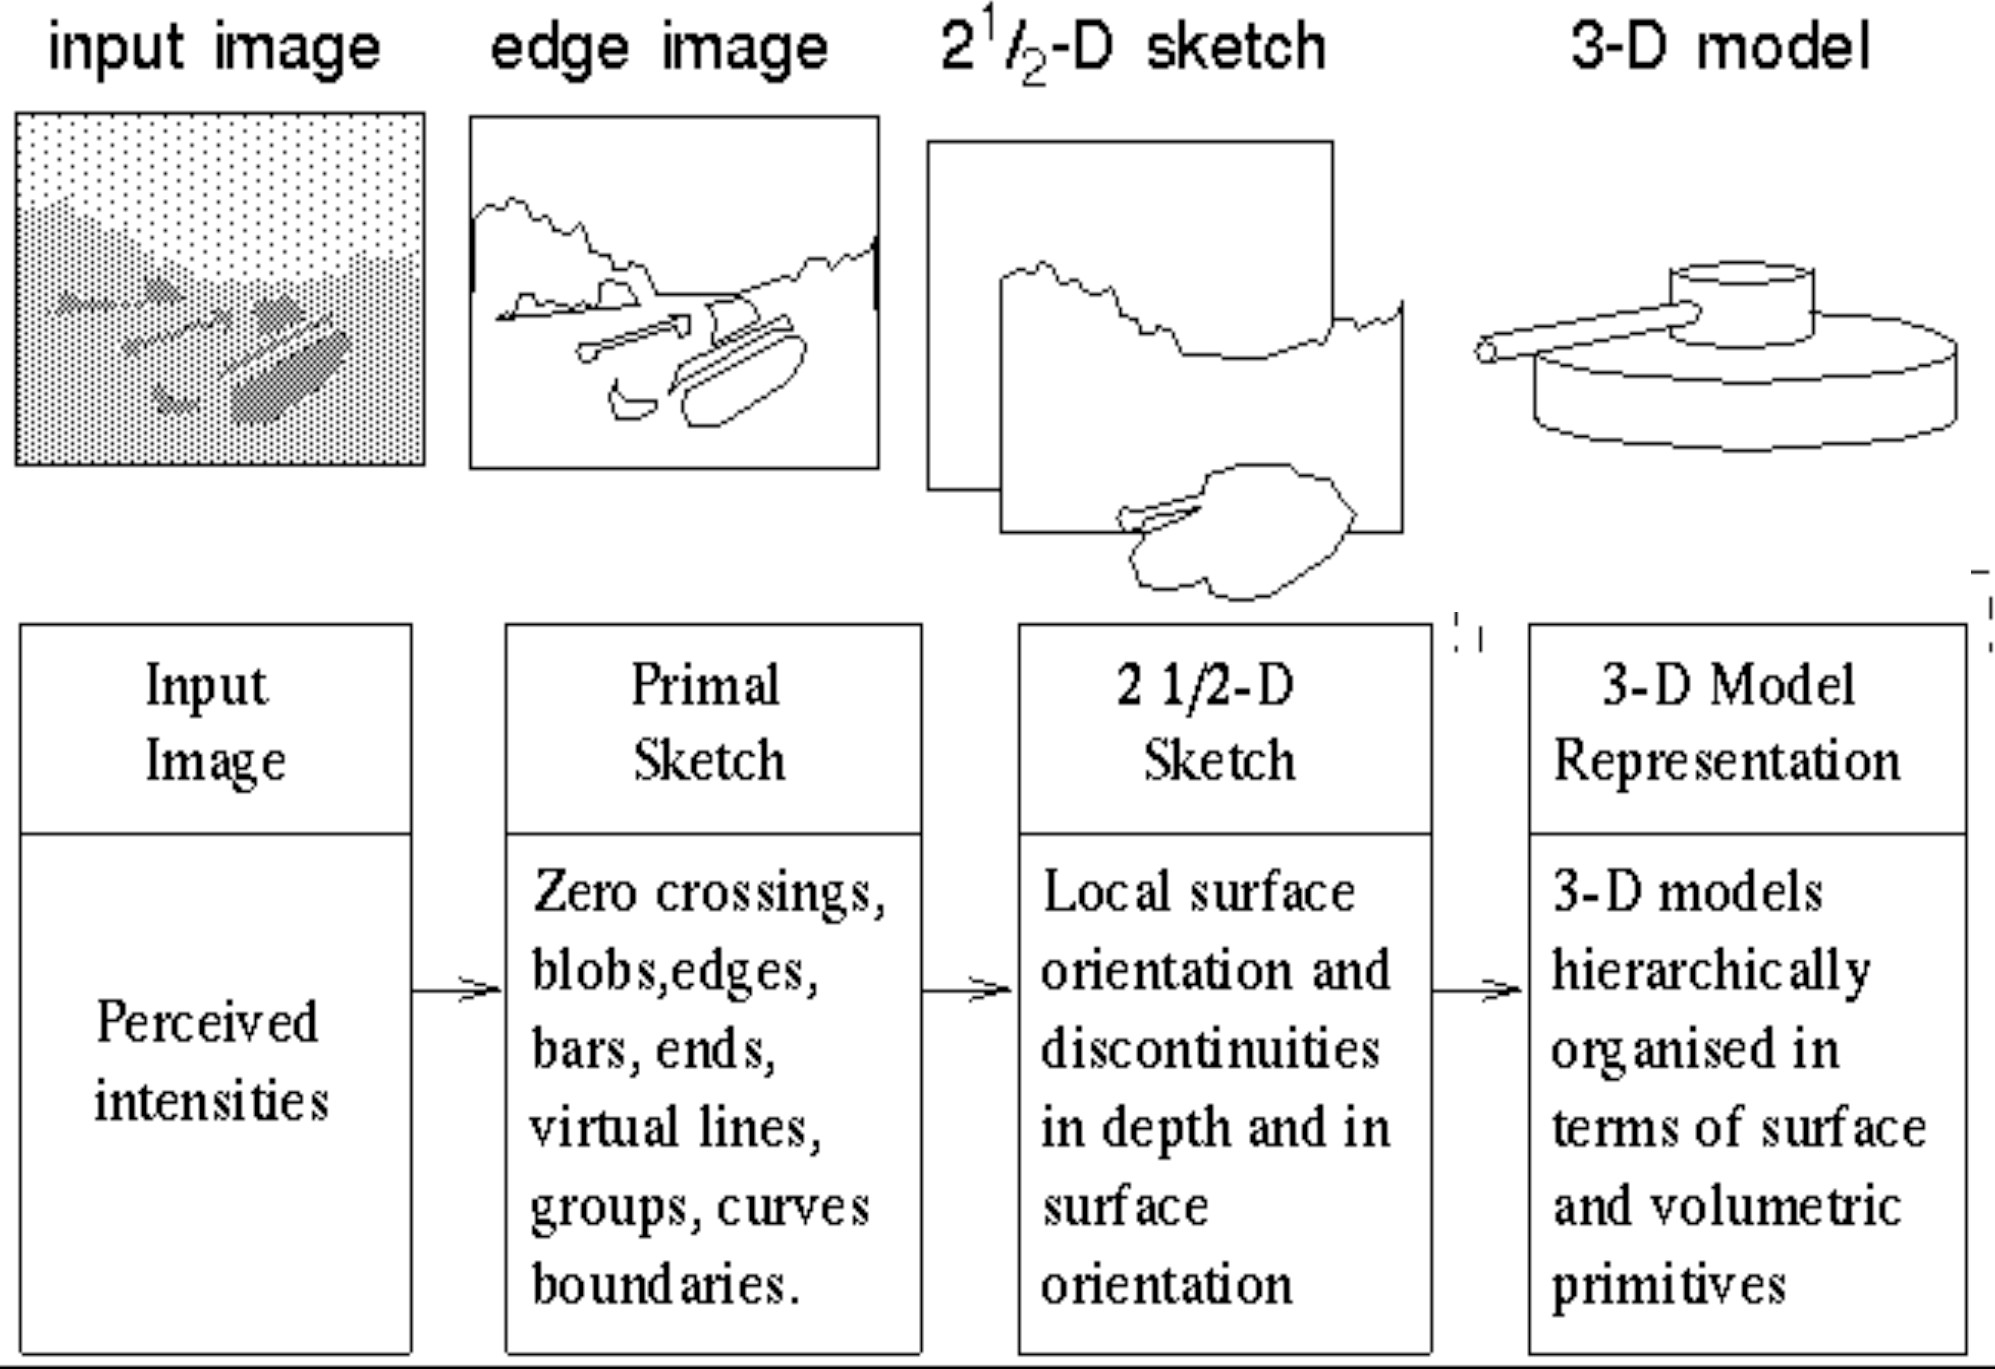 input image
edge image
2 1/2-D sketch
3-D model
Input
Image
Perceived
intensities
Primal
Sketch
Zero crossings,
blobs,edges,
bars, ends,
virtual lines,
groups, curves
boundaries.
2 1/2-D
Sketch
Local surface
orientation and
discontinuities
in depth and in
surface
orientation
3-D Model
Representation
3-D models
hierarchically
organised in
terms of surface
and volumetric
primitives